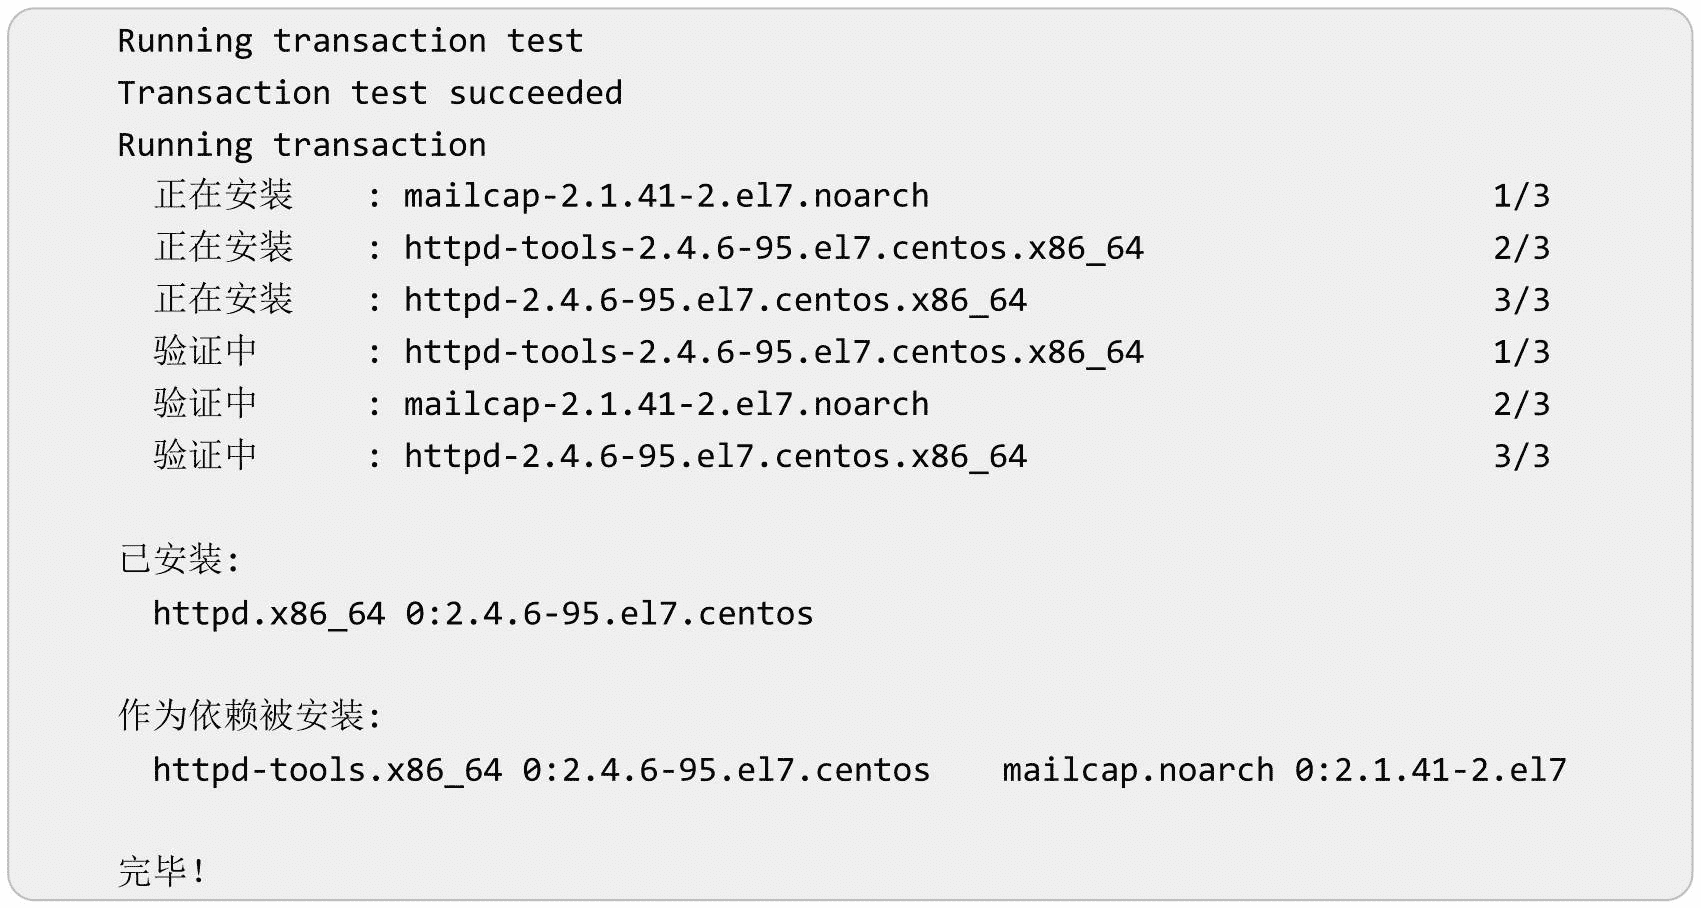 Running transaction test
Transaction test succeeded
Running transaction
  正在安装    : mailcap-2.1.41-2.el7.noarch                             1/3
  正在安装    : httpd-tools-2.4.6-95.el7.centos.x86_64                  2/3
  正在安装    : httpd-2.4.6-95.el7.centos.x86_64                        3/3
  验证中      : httpd-tools-2.4.6-95.el7.centos.x86_64                  1/3
  验证中      : mailcap-2.1.41-2.el7.noarch                             2/3
  验证中      : httpd-2.4.6-95.el7.centos.x86_64                        3/3

已安装:
  httpd.x86_64 0:2.4.6-95.el7.centos

作为依赖被安装:
  httpd-tools.x86_64 0:2.4.6-95.el7.centos    mailcap.noarch 0:2.1.41-2.el7

完毕!